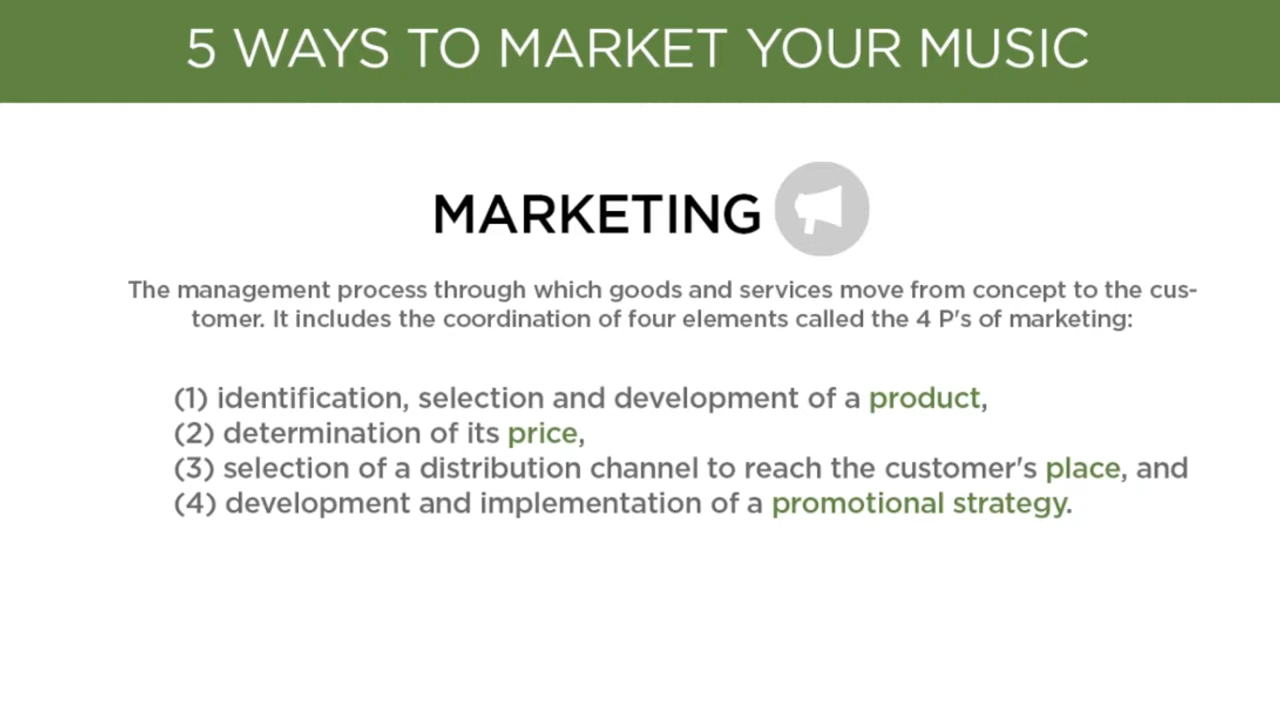 5 WAYS TO MARKET YOUR MUSIC
MARKETING
The management process through which goods and services move from concept to the cus-
tomer. It includes the coordination of four elements called the 4 P's of marketing:
(1) identification, selection and development of a product,
(2) determination of its price,
(3) selection of a distribution channel to reach the customer's place, and
(4) development and implementation of a promotional strategy.